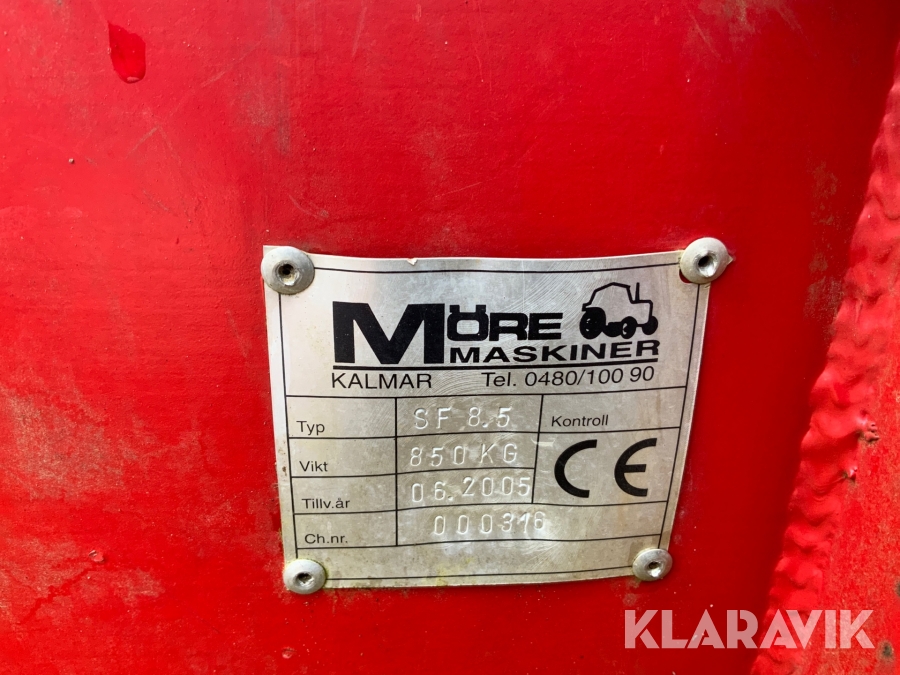 MÖRE
MASKINER
KALMAR Tel. 0480/100 90
Typ SF 8.5 Kontroll
Vikt 850 KG CE
Tillv.år 06.2005
Ch.nr. 000316
KLARAVIK